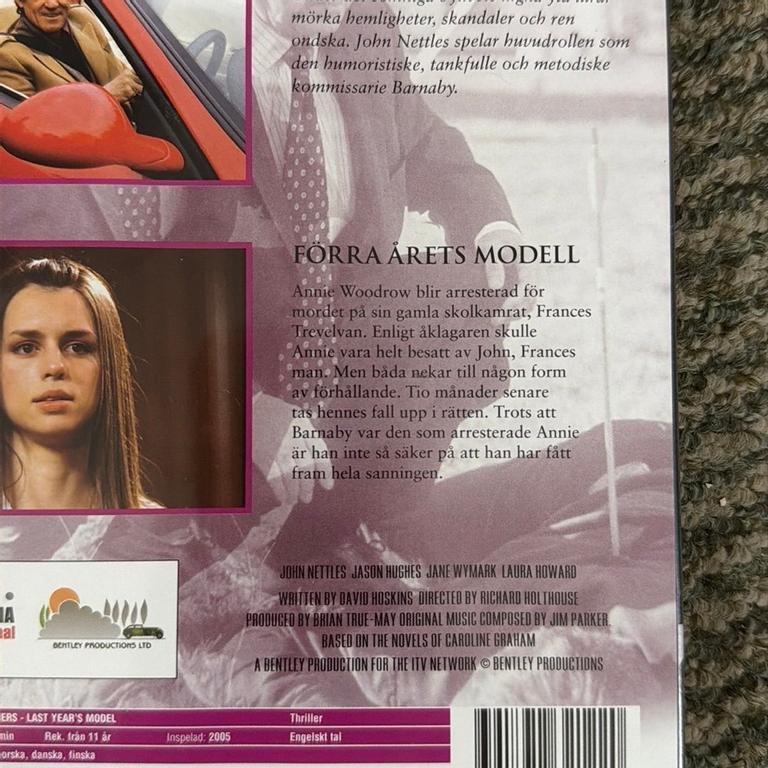 mörka hemligheter, skandaler och ren
ondska. John Nettles spelar huvudrollen som
den humoristiske, tankfulle och metodiske
kommissarie Barnaby.
FÖRRA ÅRETS MODELL
Annie Woodrow blir arresterad för
mordet på sin gamla skolkamrat, Frances
Trevelyan. Enligt åklagaren skulle
Annie vara helt besatt av John, Frances
man. Men båda nekar till någon form
av förhållande. Tio månader senare
tas hennes fall upp i rätten. Trots att
Barnaby var den som arresterade Annie
är han inte så säker på att han har fått
fram hela sanningen.
JOHN NETTLES JASON HUGHES JANE WYMARK LAURA HOWARD
WRITTEN BY DAVID HOSKINS DIRECTED BY RICHARD HOLTHOUSE
PRODUCED BY BRIAN TRUE-MAY ORIGINAL MUSIC COMPOSED BY JIM PARKER.
BASED ON THE NOVELS OF CAROLINE GRAHAM
A BENTLEY PRODUCTION FOR THE ITV NETWORK © BENTLEY PRODUCTIONS
BENTLEY PRODUCTIONS LTD
ERS - LAST YEAR'S MODEL Thriller
min Rek. från 11 år Inspelad: 2005 Engelskt tal
norska, danska, finska